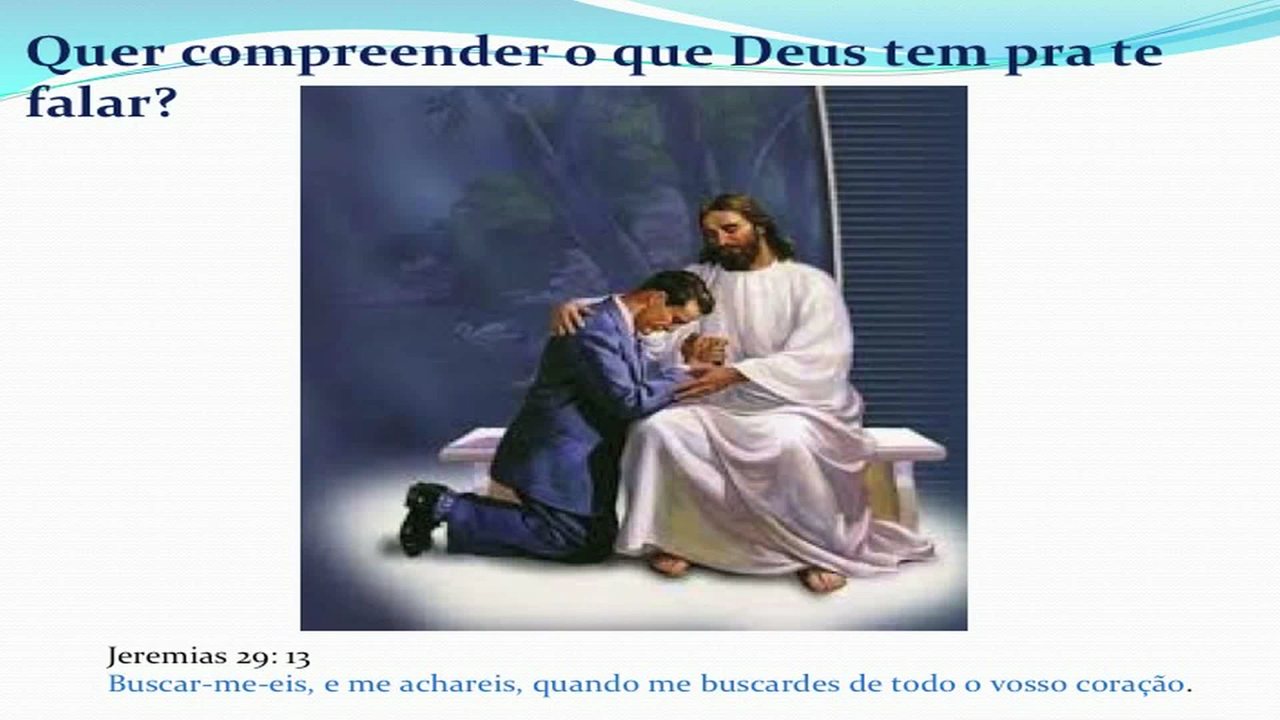 Quer compreender o que Deus tem pra te
falar?
Jeremias 29: 13
Buscar-me-eis, e me achareis, quando me buscardes de todo o vosso coração.